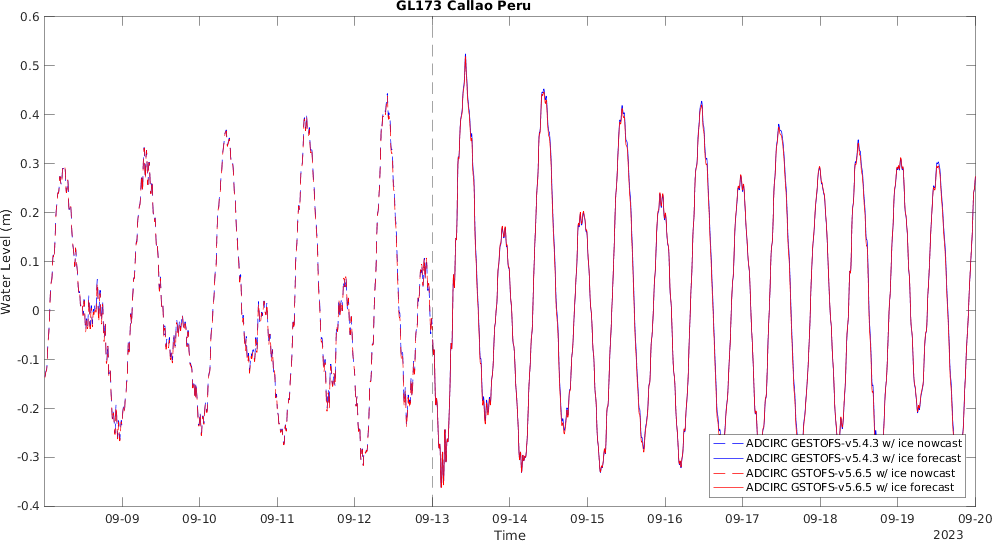 GL173 Callao Peru
Water Level (m)
0.6
0.5
0.4
0.3
0.2
0.1
0
-0.1
-0.2
-0.3
-0.4
ADCIRC GESTOFS-v5.4.3 w/ ice nowcast
ADCIRC GESTOFS-v5.4.3 w/ ice forecast
ADCIRC GSTOFS-v5.6.5 w/ ice nowcast
ADCIRC GSTOFS-v5.6.5 w/ ice forecast
09-09 09-10 09-11 09-12 09-13 09-14 09-15 09-16 09-17 09-18 09-19 09-20
Time
2023